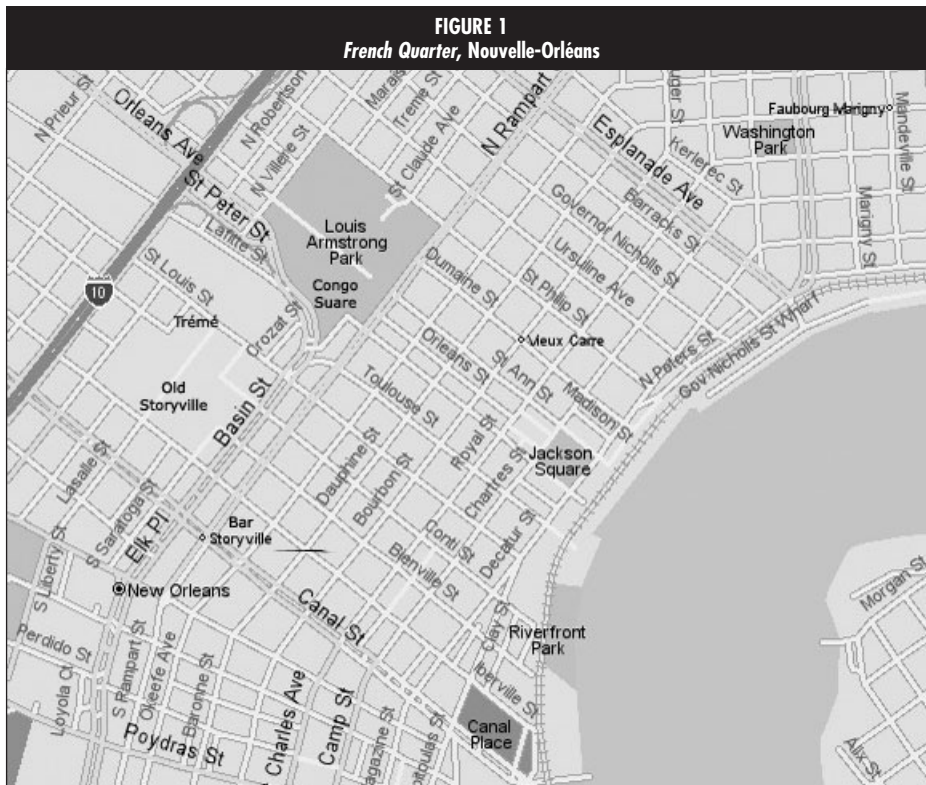 FIGURE 1
French Quarter, Nouvelle-Orléans
N Prieur St
Orleans Ave
St Peter St
Lafitte St
N Robertson
N Villere St
Marais
Treme St
St Claude Ave
N Rampart
Esplanade Ave
uger St
Kerlerec St
Barracks St
Governor Nicholls St
Ursuline Ave
St Philip St
Dumaine St
Faubourg Marigny
Washington
Park
Mandeville St
Marigny St
Louis
Armstrong
Park
Congo
Suare
St Louis St
10
Trémé
Crozat St
Old
Storyville
Basin St
Orleans St
St Ann St
Vieux Carre
Madison St
N Peters St
Gov Nicholls St Wharf
Toulouse St
Royal St
Chartres St
Jackson
Square
Dauphine St
Bourbon St
Conti St
Bienville St
Decatur St
Lasalle St
S Saratoga St
Elk Pl
Bar
Storyville
New Orleans
Canal St
S Liberty St
Perdido St
Loyola Ct
S Rampart St
Okeefe Ave
Baronne St
Poydras St
Charles Ave
Camp St
agazine St
pitoulas St
Clay St
Iberville St
Riverfront
Park
Canal
Place
Morgan St
Alix St